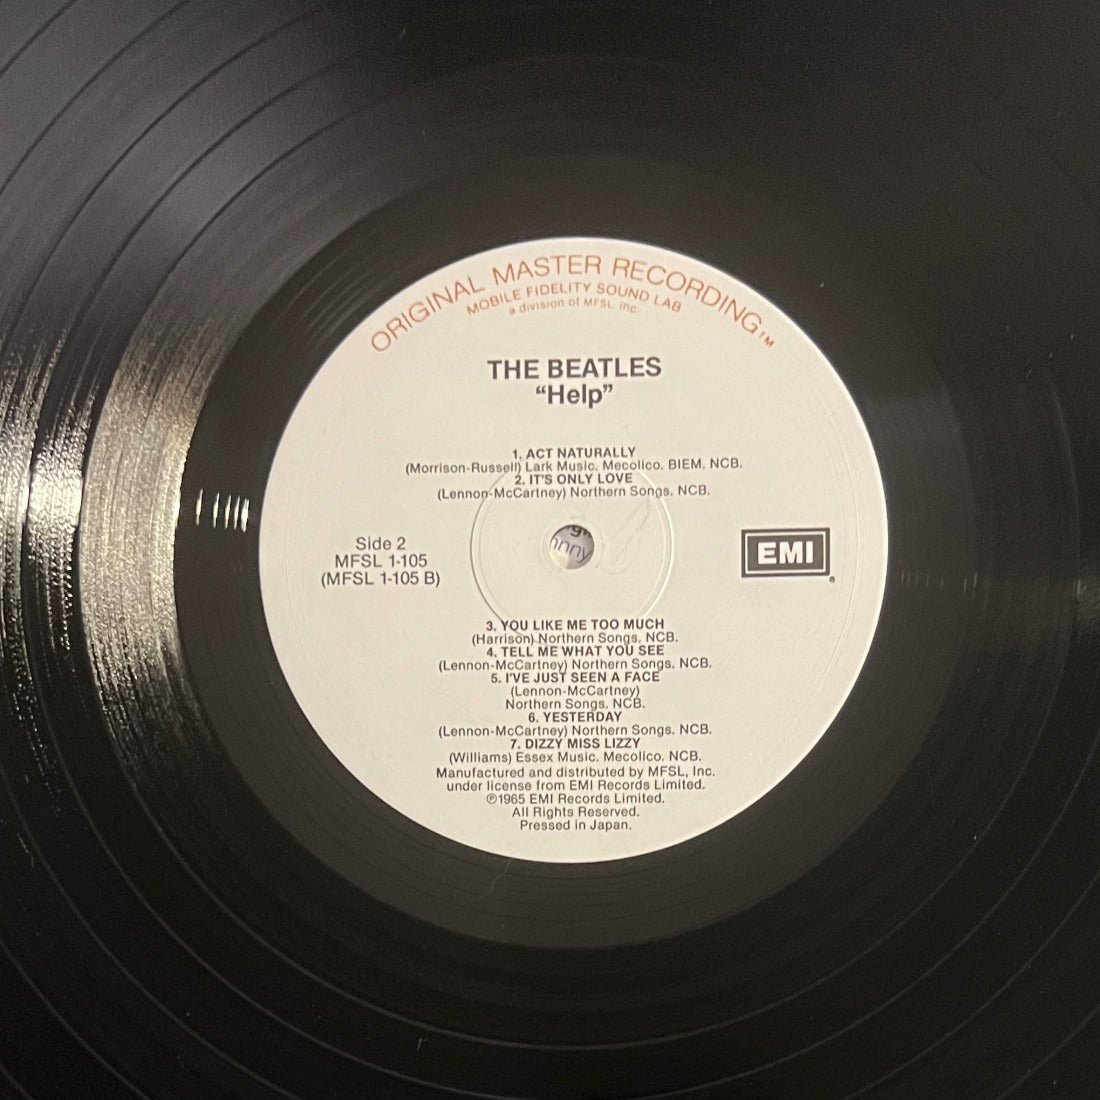 ORIGINAL MASTER RECORDING™
MOBILE FIDELITY SOUND LAB
a division of MFSL, Inc.
THE BEATLES
“Help”
1. ACT NATURALLY
(Morrison-Russell) Lark Music. Mecolico. BIEM. NCB.
2. IT'S ONLY LOVE
(Lennon-McCartney) Northern Songs. NCB.
Side 2
MFSL 1-105
(MFSL 1-105 B)
EMI
3. YOU LIKE ME TOO MUCH
(Harrison) Northern Songs. NCB.
4. TELL ME WHAT YOU SEE
(Lennon-McCartney) Northern Songs. NCB.
5. I'VE JUST SEEN A FACE
(Lennon-McCartney)
Northern Songs. NCB.
6. YESTERDAY
(Lennon-McCartney) Northern Songs. NCB.
7. DIZZY MISS LIZZY
(Williams) Essex Music. Mecolico. NCB.
Manufactured and distributed by MFSL, Inc.
under license from EMI Records Limited.
℗1965 EMI Records Limited.
All Rights Reserved.
Pressed in Japan.